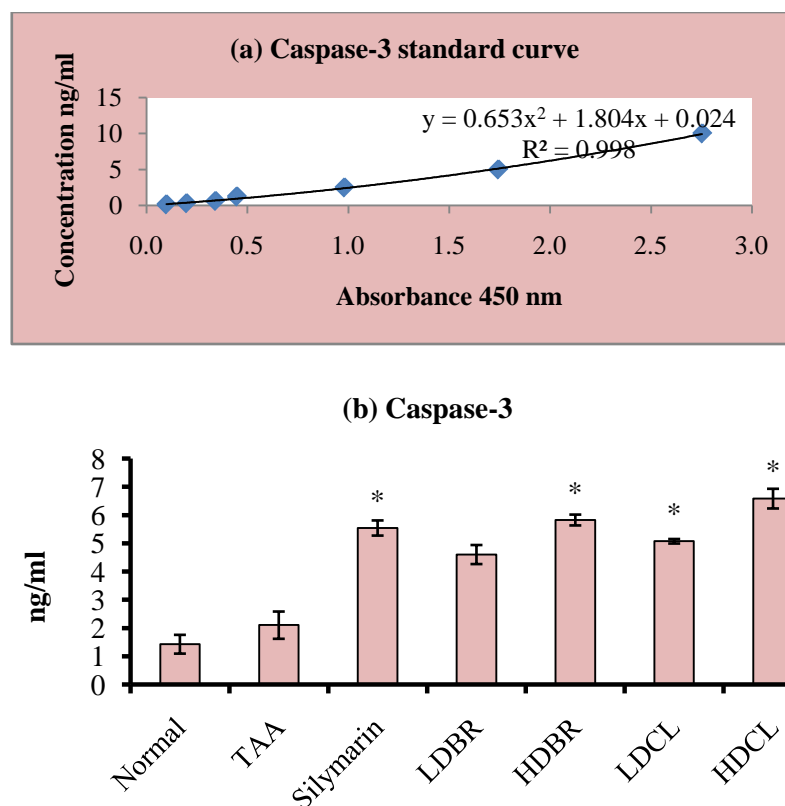 (a) Caspase-3 standard curve
Concentration ng/ml
15
10
5
0
y = 0.653x² + 1.804x + 0.024
R² = 0.998
0.0 0.5 1.0 1.5 2.0 2.5 3.0
Absorbance 450 nm
(b) Caspase-3
ng/ml
8
7
6
5
4
3
2
1
0
* * * *
Normal TAA Silymarin LDBR HDBR LDCL HDCL